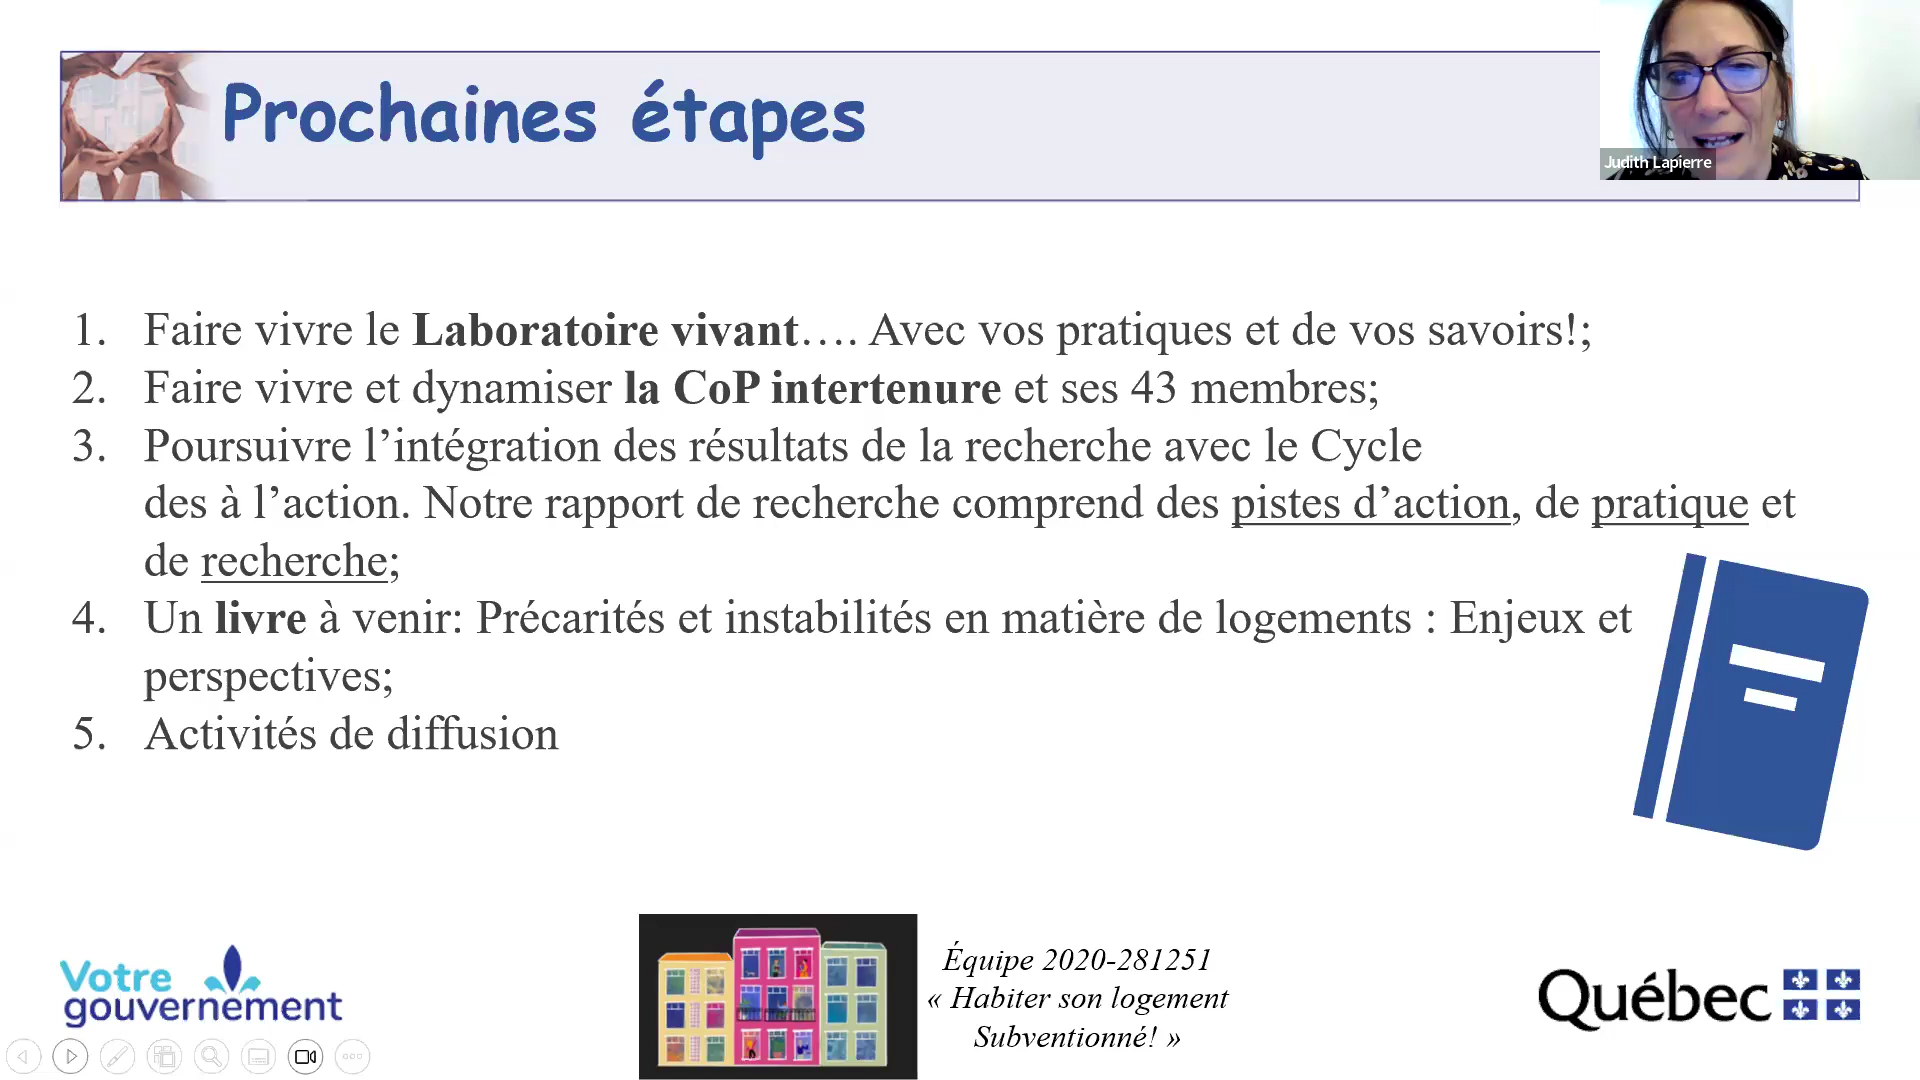 Prochaines étapes
Judith Lapierre
1. Faire vivre le Laboratoire vivant…. Avec vos pratiques et de vos savoirs!;
2. Faire vivre et dynamiser la CoP intertenure et ses 43 membres;
3. Poursuivre l’intégration des résultats de la recherche avec le Cycle
des à l’action. Notre rapport de recherche comprend des pistes d’action, de pratique et
de recherche;
4. Un livre à venir: Précarités et instabilités en matière de logements : Enjeux et
perspectives;
5. Activités de diffusion
Votre
gouvernement
Équipe 2020-281251
« Habiter son logement
Subventionné! »
Québec